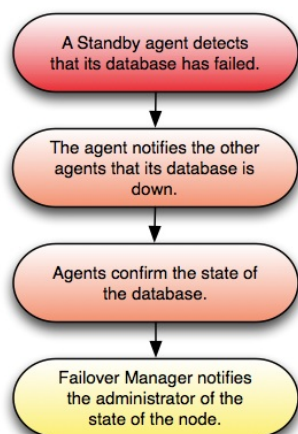 A Standby agent detects
that its database has failed.
The agent notifies the other
agents that its database is
down.
Agents confirm the state of
the database.
Failover Manager notifies
the administrator of the
state of the node.